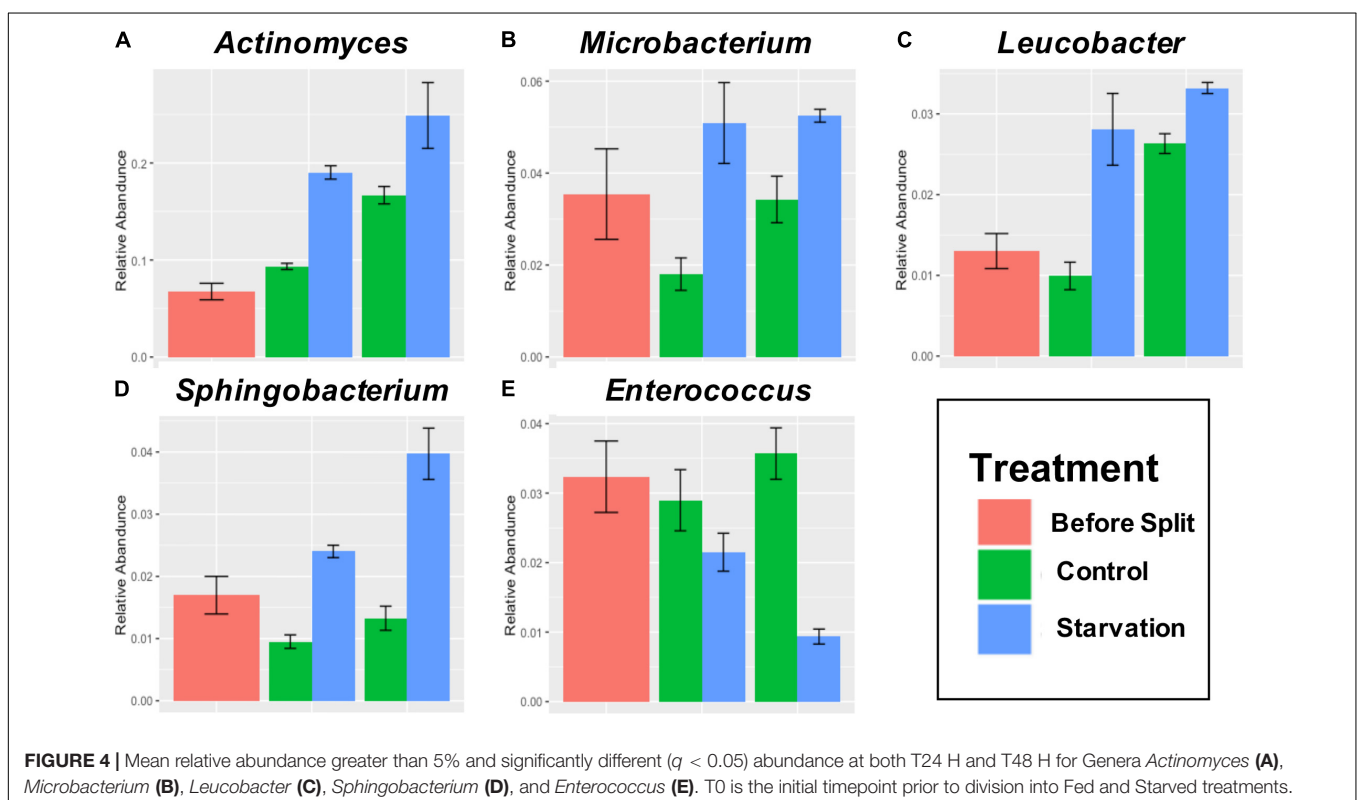 A Actinomyces
B Microbacterium
C Leucobacter
Relative Abundunce
0.2
0.1
0.0
Relative Abundunce
0.06
0.04
0.02
0.00
Relative Abundunce
0.03
0.02
0.01
0.00
D Sphingobacterium
E Enterococcus
Relative Abundunce
0.04
0.03
0.02
0.01
0.00
Relative Abundunce
0.04
0.03
0.02
0.01
0.00
Treatment
Before Split
Control
Starvation
FIGURE 4 | Mean relative abundance greater than 5% and significantly different (q < 0.05) abundance at both T24 H and T48 H for Genera Actinomyces (A),
Microbacterium (B), Leucobacter (C), Sphingobacterium (D), and Enterococcus (E). T0 is the initial timepoint prior to division into Fed and Starved treatments.